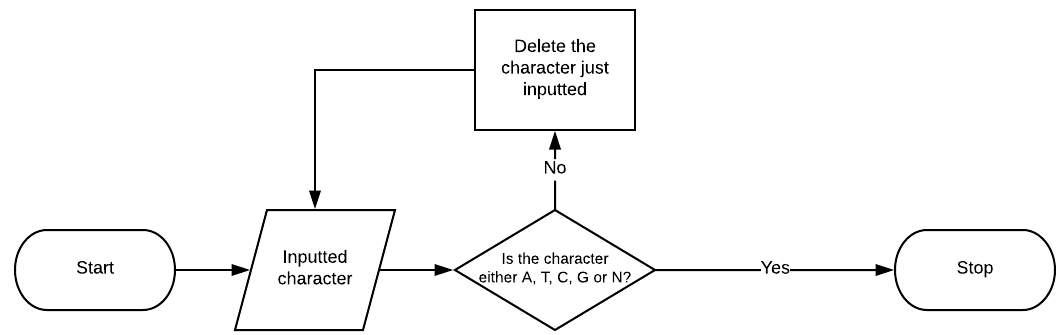 Delete the
character just
inputted
No
Start
Inputted
character
Is the character
either A, T, C, G or N?
Yes
Stop